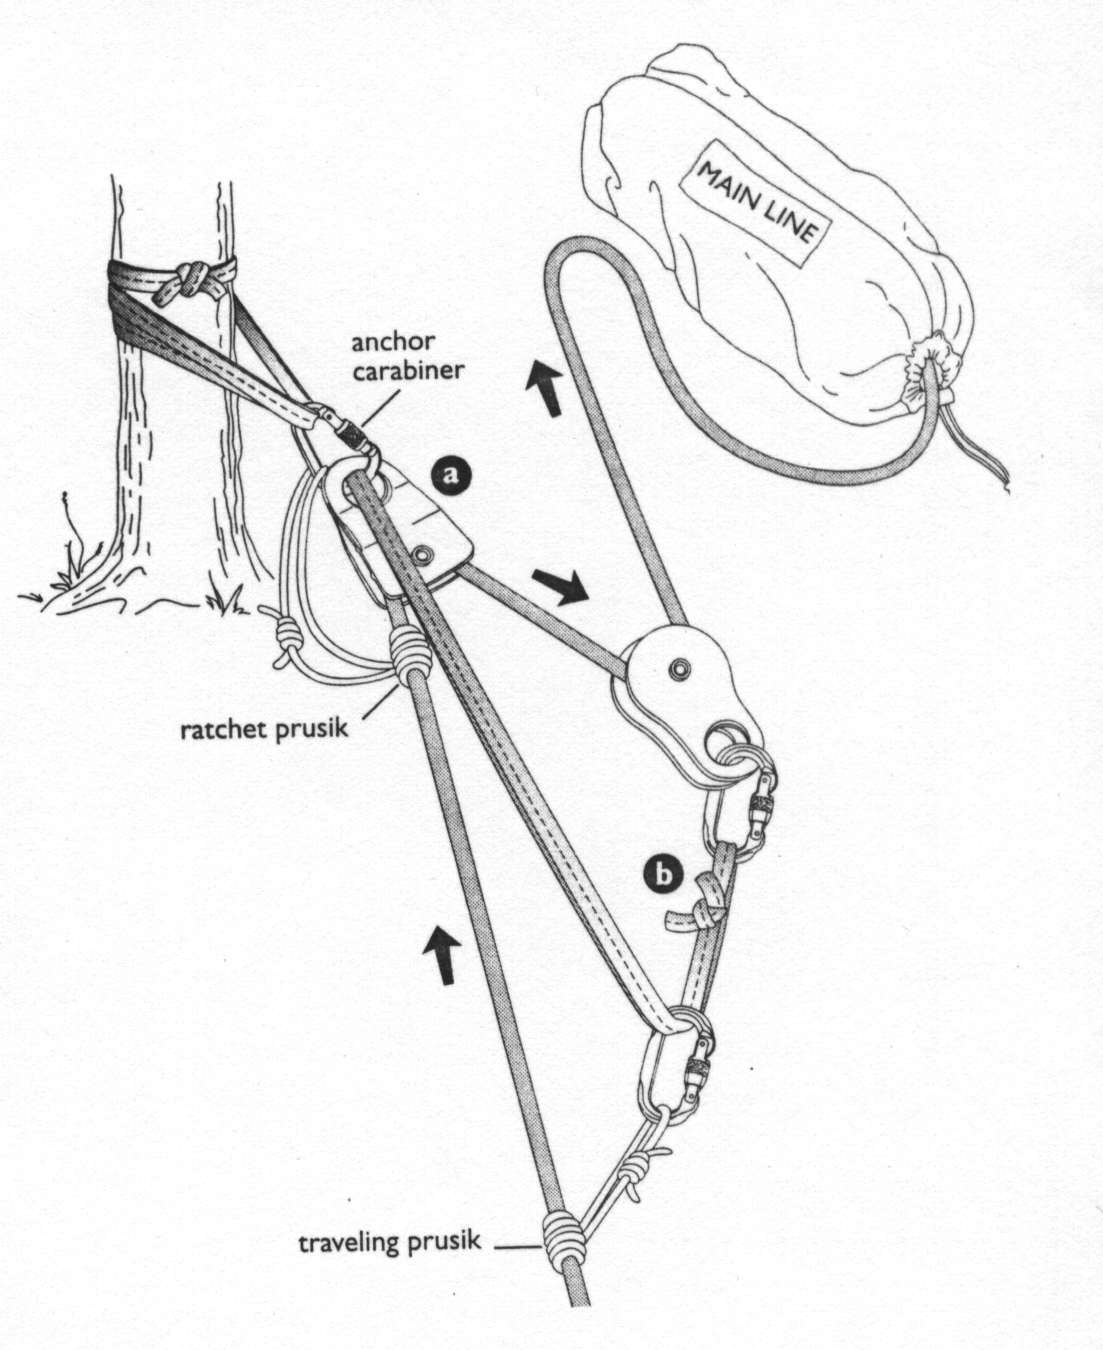 MAIN LINE
anchor
carabiner
a
ratchet prusik
b
traveling prusik